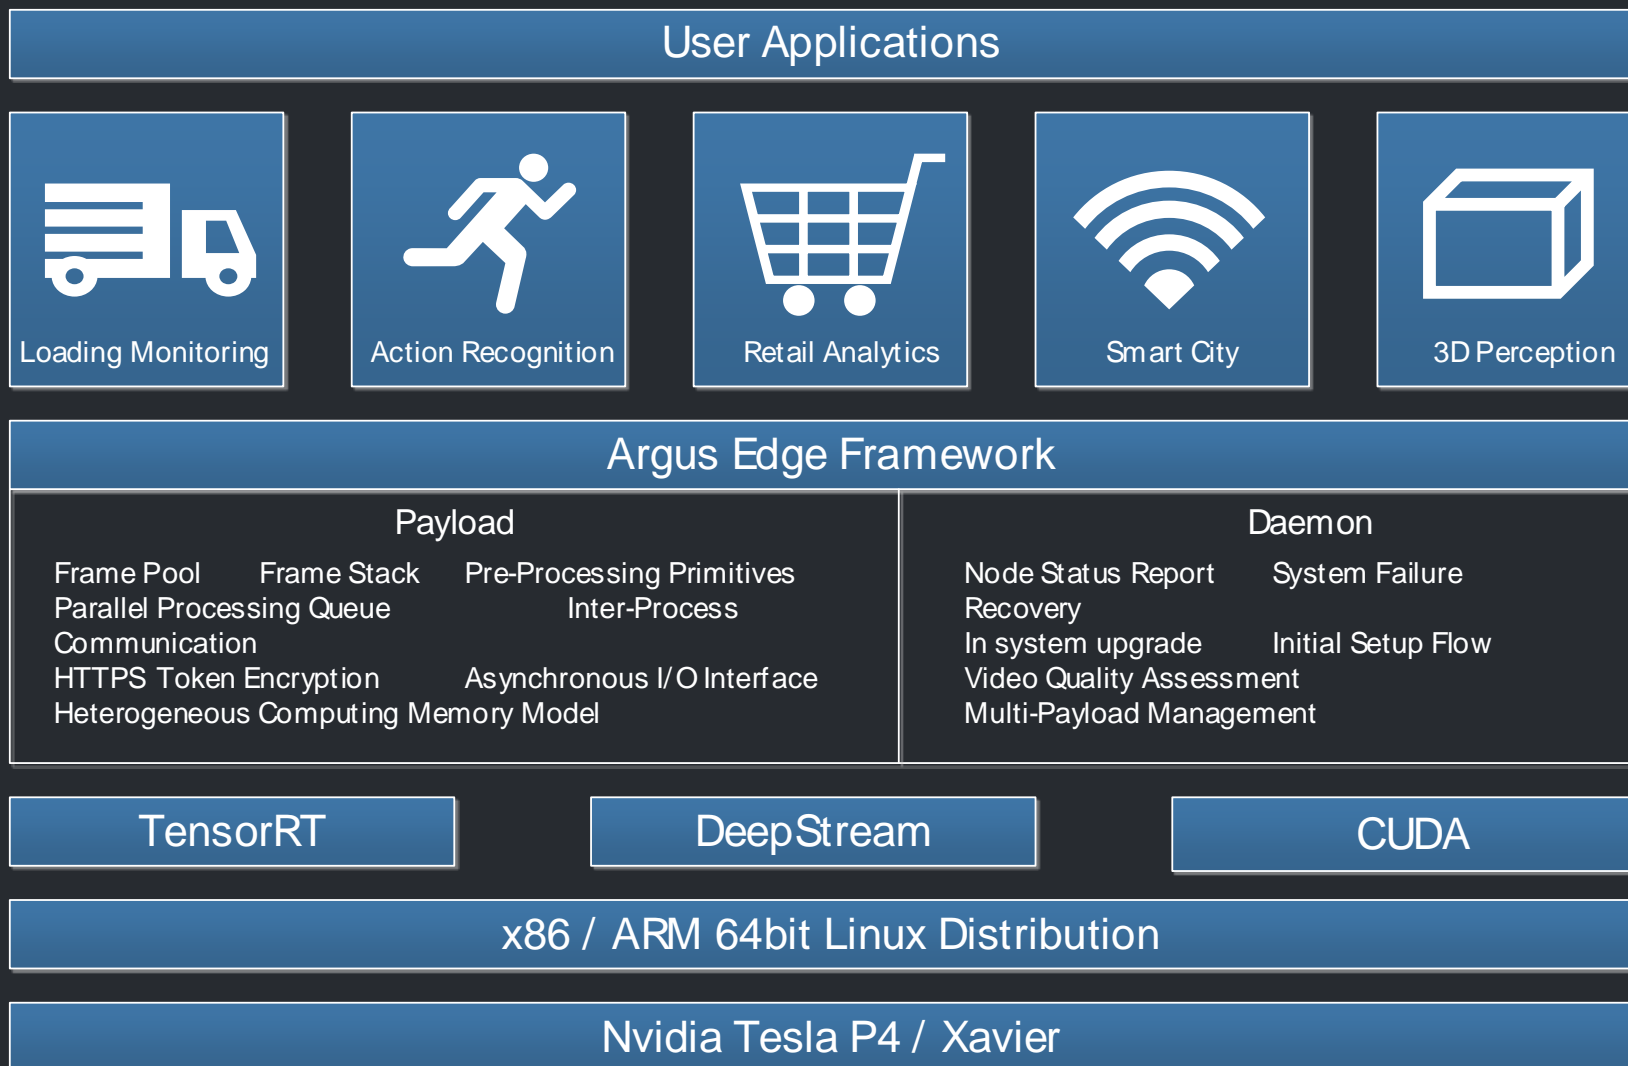 User Applications
Loading Monitoring
Action Recognition
Retail Analytics
Smart City
3D Perception
Argus Edge Framework
Payload
Frame Pool Frame Stack Pre-Processing Primitives
Parallel Processing Queue Inter-Process
Communication
HTTPS Token Encryption Asynchronous I/O Interface
Heterogeneous Computing Memory Model
Daemon
Node Status Report System Failure
Recovery
In system upgrade Initial Setup Flow
Video Quality Assessment
Multi-Payload Management
TensorRT
DeepStream
CUDA
x86 / ARM 64bit Linux Distribution
Nvidia Tesla P4 / Xavier